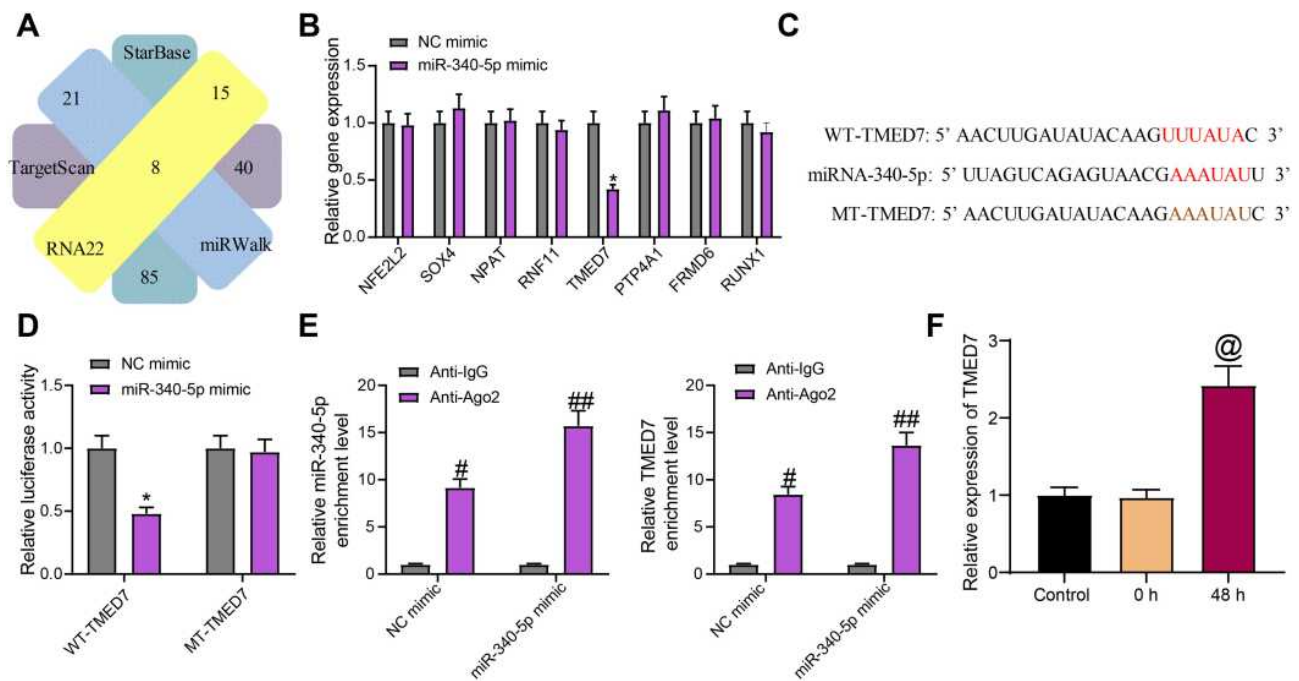 A
StarBase
21
15
TargetScan
8
40
RNA22
miRWalk
85
B
NC mimic
miR-340-5p mimic
Relative gene expression
1.5
1.0
0.5
0.0
*
NFE2L2
SOX4
NPAT
RNF11
TMED7
PTP4A1
FRMD6
RUNX1
C
WT-TMED7: 5’ AACUUGAUAUACAAGUUUAUAC 3’
miRNA-340-5p: 5’ UUAGUCAGAGUAACGAAAUAUU 3’
MT-TMED7: 5’ AACUUGAUAUACAAGAAAUAUC 3’
D
NC mimic
miR-340-5p mimic
Relative luciferase activity
1.5
1.0
0.5
0.0
*
WT-TMED7
MT-TMED7
E
Anti-IgG
Anti-Ago2
Relative miR-340-5p
enrichment level
20
15
10
5
0
#
##
NC mimic
miR-340-5p mimic
Anti-IgG
Anti-Ago2
Relative TMED7
enrichment level
20
15
10
5
0
#
##
NC mimic
miR-340-5p mimic
F
Relative expression of TMED7
3
2
1
0
@
Control
0 h
48 h